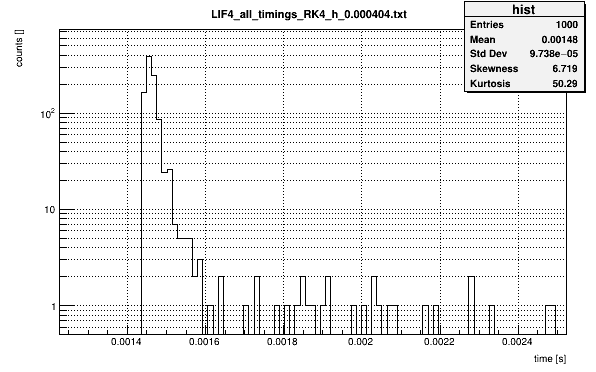 LIF4_all_timings_RK4_h_0.000404.txt
hist
Entries 1000
Mean 0.00148
Std Dev 9.738e−05
Skewness 6.719
Kurtosis 50.29
counts []
10²
10
1
0.0014 0.0016 0.0018 0.002 0.0022 0.0024
time [s]